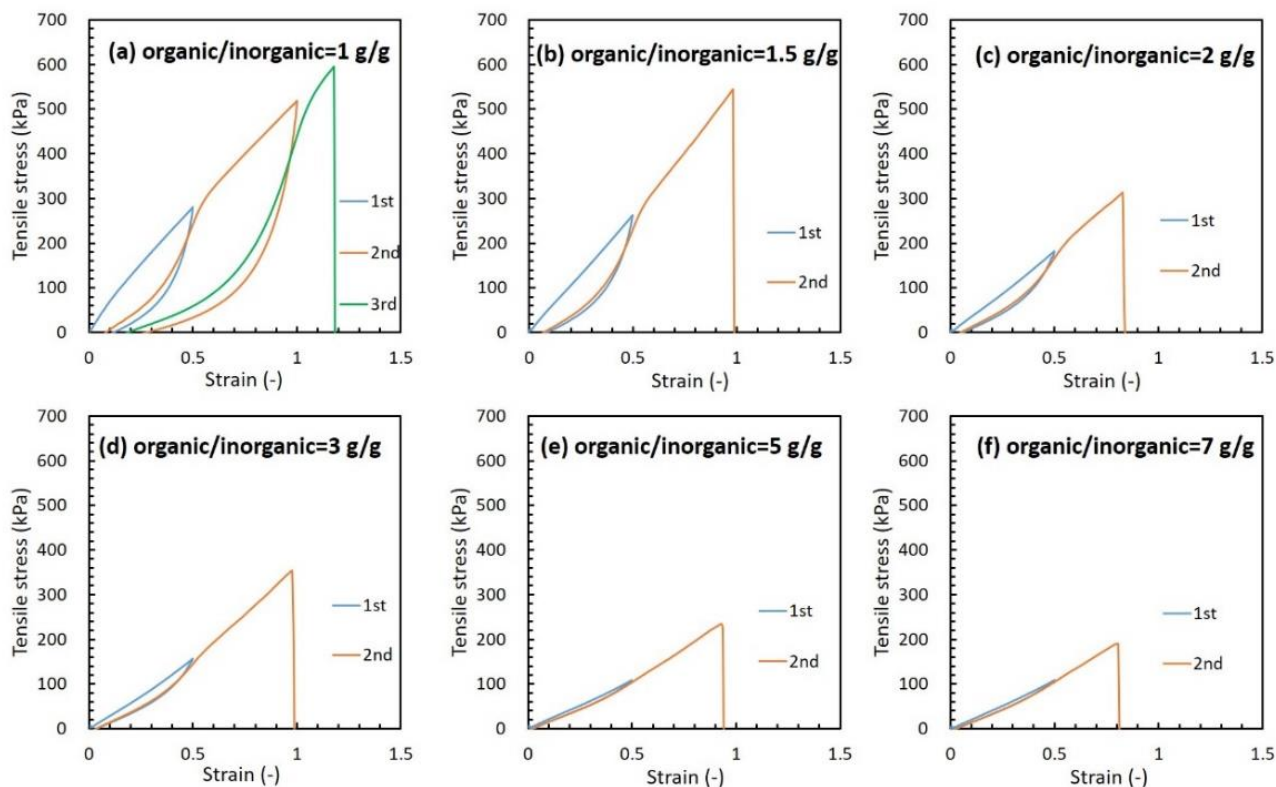 (a) organic/inorganic=1 g/g
Tensile stress (kPa)
700
600
500
400
300
200
100
0
1st
2nd
3rd
0 0.5 1 1.5
Strain (-)
(b) organic/inorganic=1.5 g/g
Tensile stress (kPa)
700
600
500
400
300
200
100
0
1st
2nd
0 0.5 1 1.5
Strain (-)
(c) organic/inorganic=2 g/g
Tensile stress (kPa)
700
600
500
400
300
200
100
0
1st
2nd
0 0.5 1 1.5
Strain (-)
(d) organic/inorganic=3 g/g
Tensile stress (kPa)
700
600
500
400
300
200
100
0
1st
2nd
0 0.5 1 1.5
Strain (-)
(e) organic/inorganic=5 g/g
Tensile stress (kPa)
700
600
500
400
300
200
100
0
1st
2nd
0 0.5 1 1.5
Strain (-)
(f) organic/inorganic=7 g/g
Tensile stress (kPa)
700
600
500
400
300
200
100
0
1st
2nd
0 0.5 1 1.5
Strain (-)